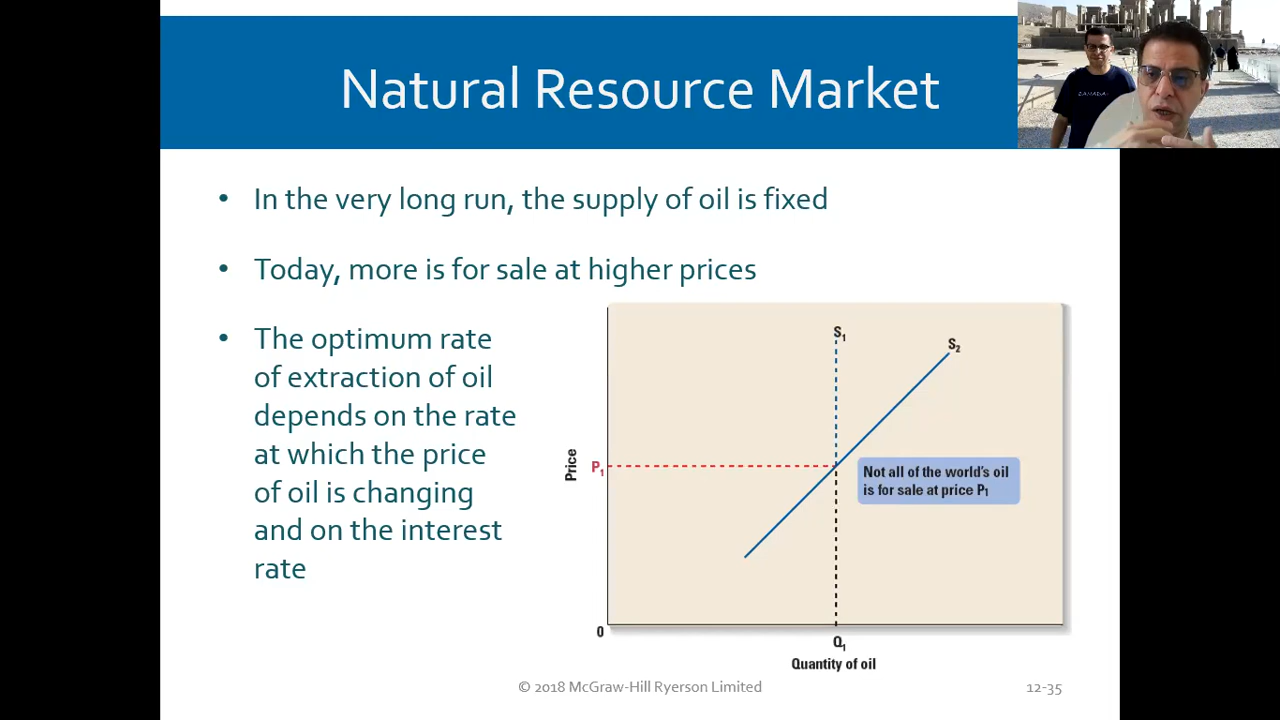 Natural Resource Market
CANADA
• In the very long run, the supply of oil is fixed
• Today, more is for sale at higher prices
• The optimum rate
of extraction of oil
depends on the rate
at which the price
of oil is changing
and on the interest
rate
S1
S2
Price
P1
Not all of the world's oil
is for sale at price P1
0
Q1
Quantity of oil
© 2018 McGraw-Hill Ryerson Limited
12-35